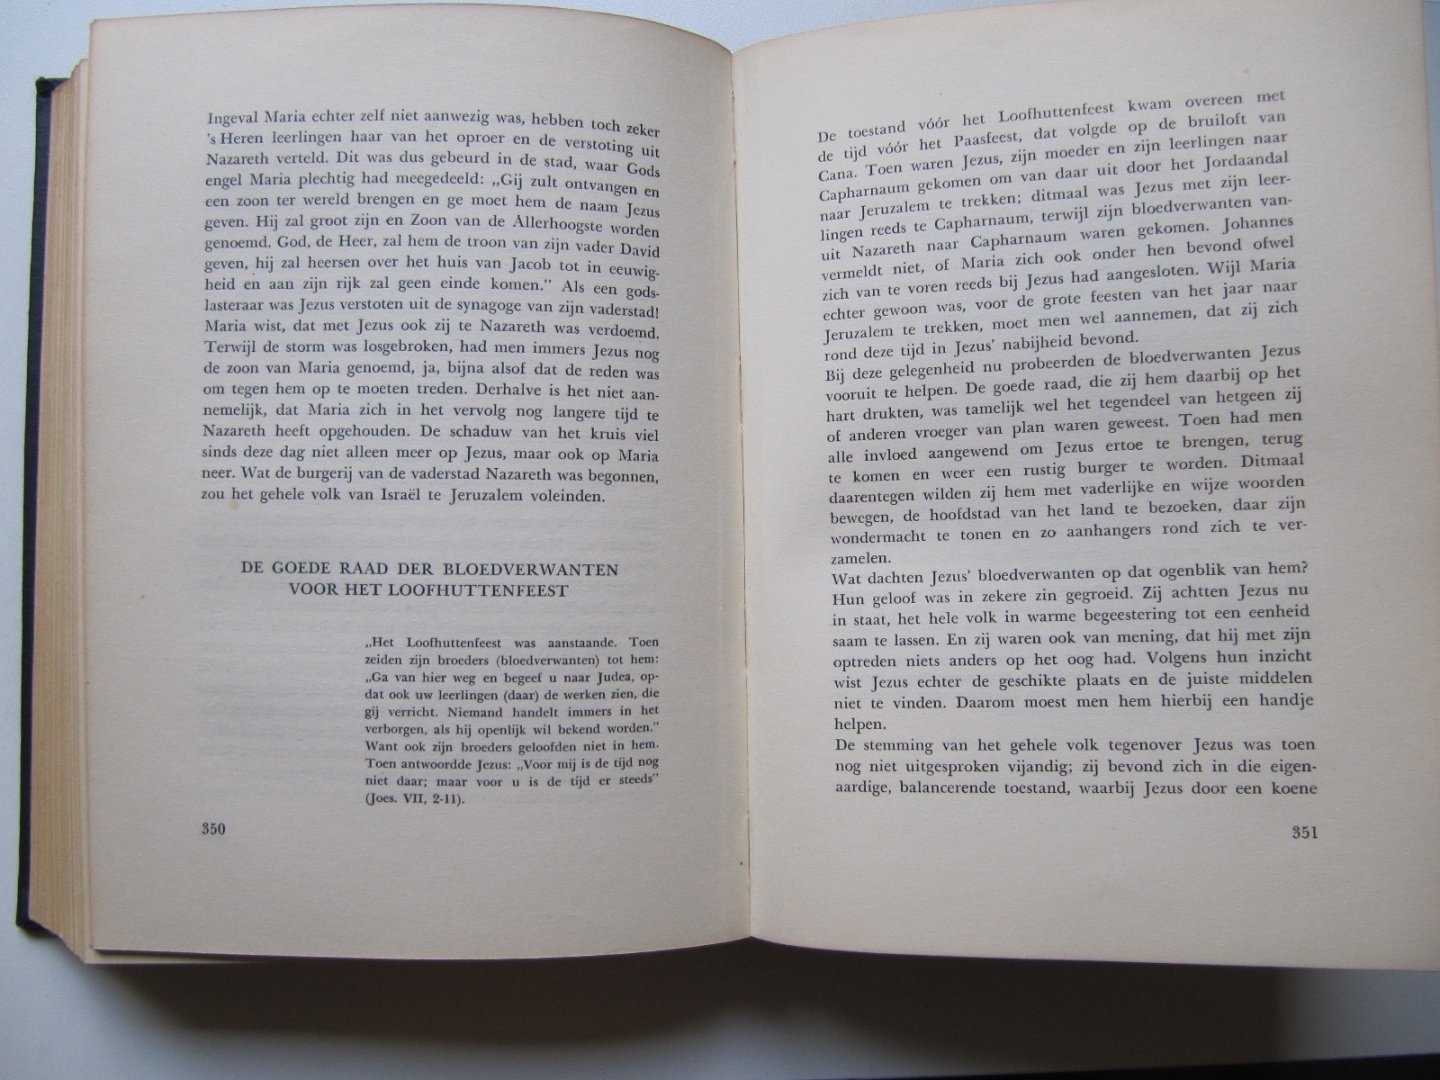 Ingeval Maria echter zelf niet aanwezig was, hebben toch zeker
's Heren leerlingen haar van het oproer en de verstoting uit
Nazareth verteld. Dit was dus gebeurd in de stad, waar Gods
engel Maria plechtig had meegedeeld: „Gij zult ontvangen en
een zoon ter wereld brengen en ge moet hem de naam Jezus
geven. Hij zal groot zijn en Zoon van de Allerhoogste worden
genoemd. God, de Heer, zal hem de troon van zijn vader David
geven, hij zal heersen over het huis van Jacob tot in eeuwig-
heid en aan zijn rijk zal geen einde komen.” Als een gods-
lasteraar was Jezus verstoten uit de synagoge van zijn vaderstad!
Maria wist, dat met Jezus ook zij te Nazareth was verdoemd.
Terwijl de storm was losgebroken, had men immers Jezus nog
de zoon van Maria genoemd, ja, bijna alsof dat de reden was
om tegen hem op te moeten treden. Derhalve is het niet aan-
nemelijk, dat Maria zich in het vervolg nog langere tijd te
Nazareth heeft opgehouden. De schaduw van het kruis viel
sinds deze dag niet alleen meer op Jezus, maar ook op Maria
neer. Wat de burgerij van de vaderstad Nazareth was begonnen,
zou het gehele volk van Israël te Jeruzalem voleinden.
DE GOEDE RAAD DER BLOEDVERWANTEN
VOOR HET LOOFHUTTENFEEST
„Het Loofhuttenfeest was aanstaande. Toen
zeiden zijn broeders (bloedverwanten) tot hem:
„Ga van hier weg en begeef u naar Judea, op-
dat ook uw leerlingen (daar) de werken zien, die
gij verricht. Niemand handelt immers in het
verborgen, als hij openlijk wil bekend worden.”
Want ook zijn broeders geloofden niet in hem.
Toen antwoordde Jezus: „Voor mij is de tijd nog
niet daar; maar voor u is de tijd er steeds”
(Joes. VII, 2-11).
350
De toestand vóór het Loofhuttenfeest kwam overeen met
de tijd vóór het Paasfeest, dat volgde op de bruiloft van
Cana. Toen waren Jezus, zijn moeder en zijn leerlingen naar
Capharnaum gekomen om van daar uit door het Jordaandal
naar Jeruzalem te trekken; ditmaal was Jezus met zijn leer-
lingen reeds te Capharnaum, terwijl zijn bloedverwanten van-
uit Nazareth naar Capharnaum waren gekomen. Johannes
vermeldt niet, of Maria zich ook onder hen bevond ofwel
zich van te voren reeds bij Jezus had aangesloten. Wijl Maria
echter gewoon was, voor de grote feesten van het jaar naar
Jeruzalem te trekken, moet men wel aannemen, dat zij zich
rond deze tijd in Jezus' nabijheid bevond.
Bij deze gelegenheid nu probeerden de bloedverwanten Jezus
vooruit te helpen. De goede raad, die zij hem daarbij op het
hart drukten, was tamelijk wel het tegendeel van hetgeen zij
of anderen vroeger van plan waren geweest. Toen had men
alle invloed aangewend om Jezus ertoe te brengen, terug
te komen en weer een rustig burger te worden. Ditmaal
daarentegen wilden zij hem met vaderlijke en wijze woorden
bewegen, de hoofdstad van het land te bezoeken, daar zijn
wondermacht te tonen en zo aanhangers rond zich te ver-
zamelen.
Wat dachten Jezus' bloedverwanten op dat ogenblik van hem?
Hun geloof was in zekere zin gegroeid. Zij achtten Jezus nu
in staat, het hele volk in warme begeestering tot een eenheid
saam te lassen. En zij waren ook van mening, dat hij met zijn
optreden niets anders op het oog had. Volgens hun inzicht
wist Jezus echter de geschikte plaats en de juiste middelen
niet te vinden. Daarom moest men hem hierbij een handje
helpen.
De stemming van het gehele volk tegenover Jezus was toen
nog niet uitgesproken vijandig; zij bevond zich in die eigen-
aardige, balancerende toestand, waarbij Jezus door een koene
351